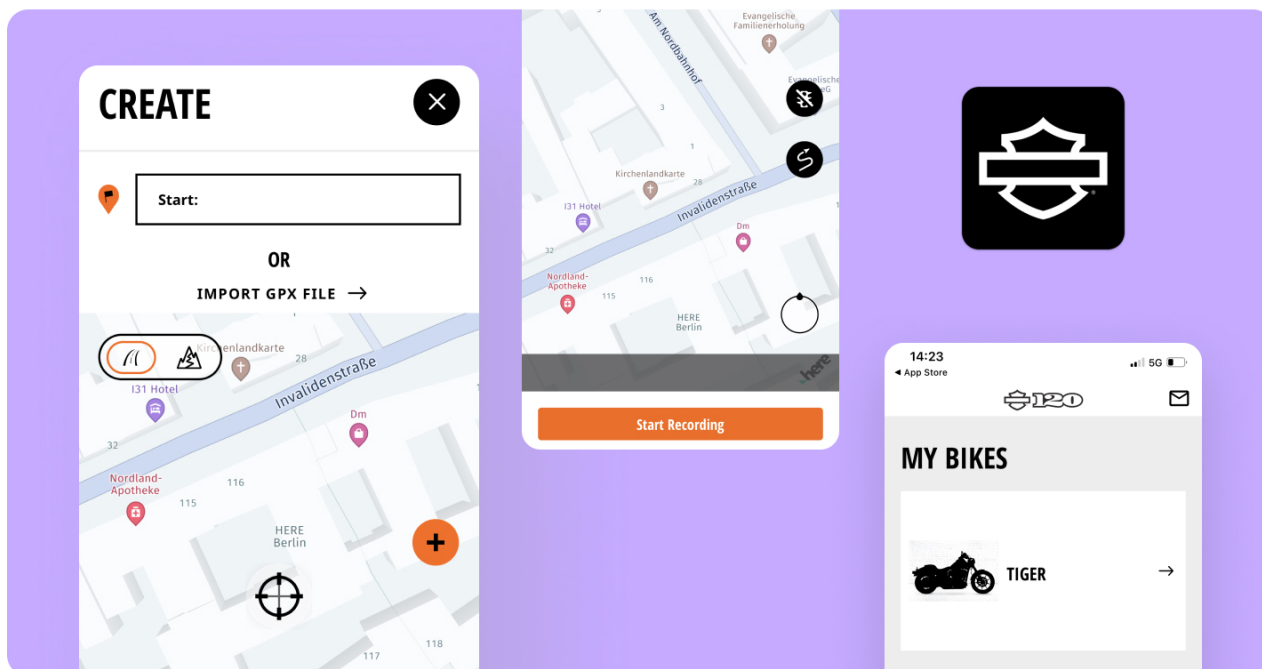 CREATE
Start:
OR
IMPORT GPX FILE →
Kirchenlandkarte
28
I31 Hotel
Invalidenstraße
Dm
32
Nordland-
Apotheke
116
115
HERE
Berlin
118
117
Evangelische
Familienerholung
Am Nordbahnhof
3
1
Kirchenlandkarte
28
I31 Hotel
Invalidenstraße
Dm
32
Nordland-
Apotheke
116
115
HERE
Berlin
here
Start Recording
14:23
5G
◀ App Store
120
MY BIKES
TIGER →